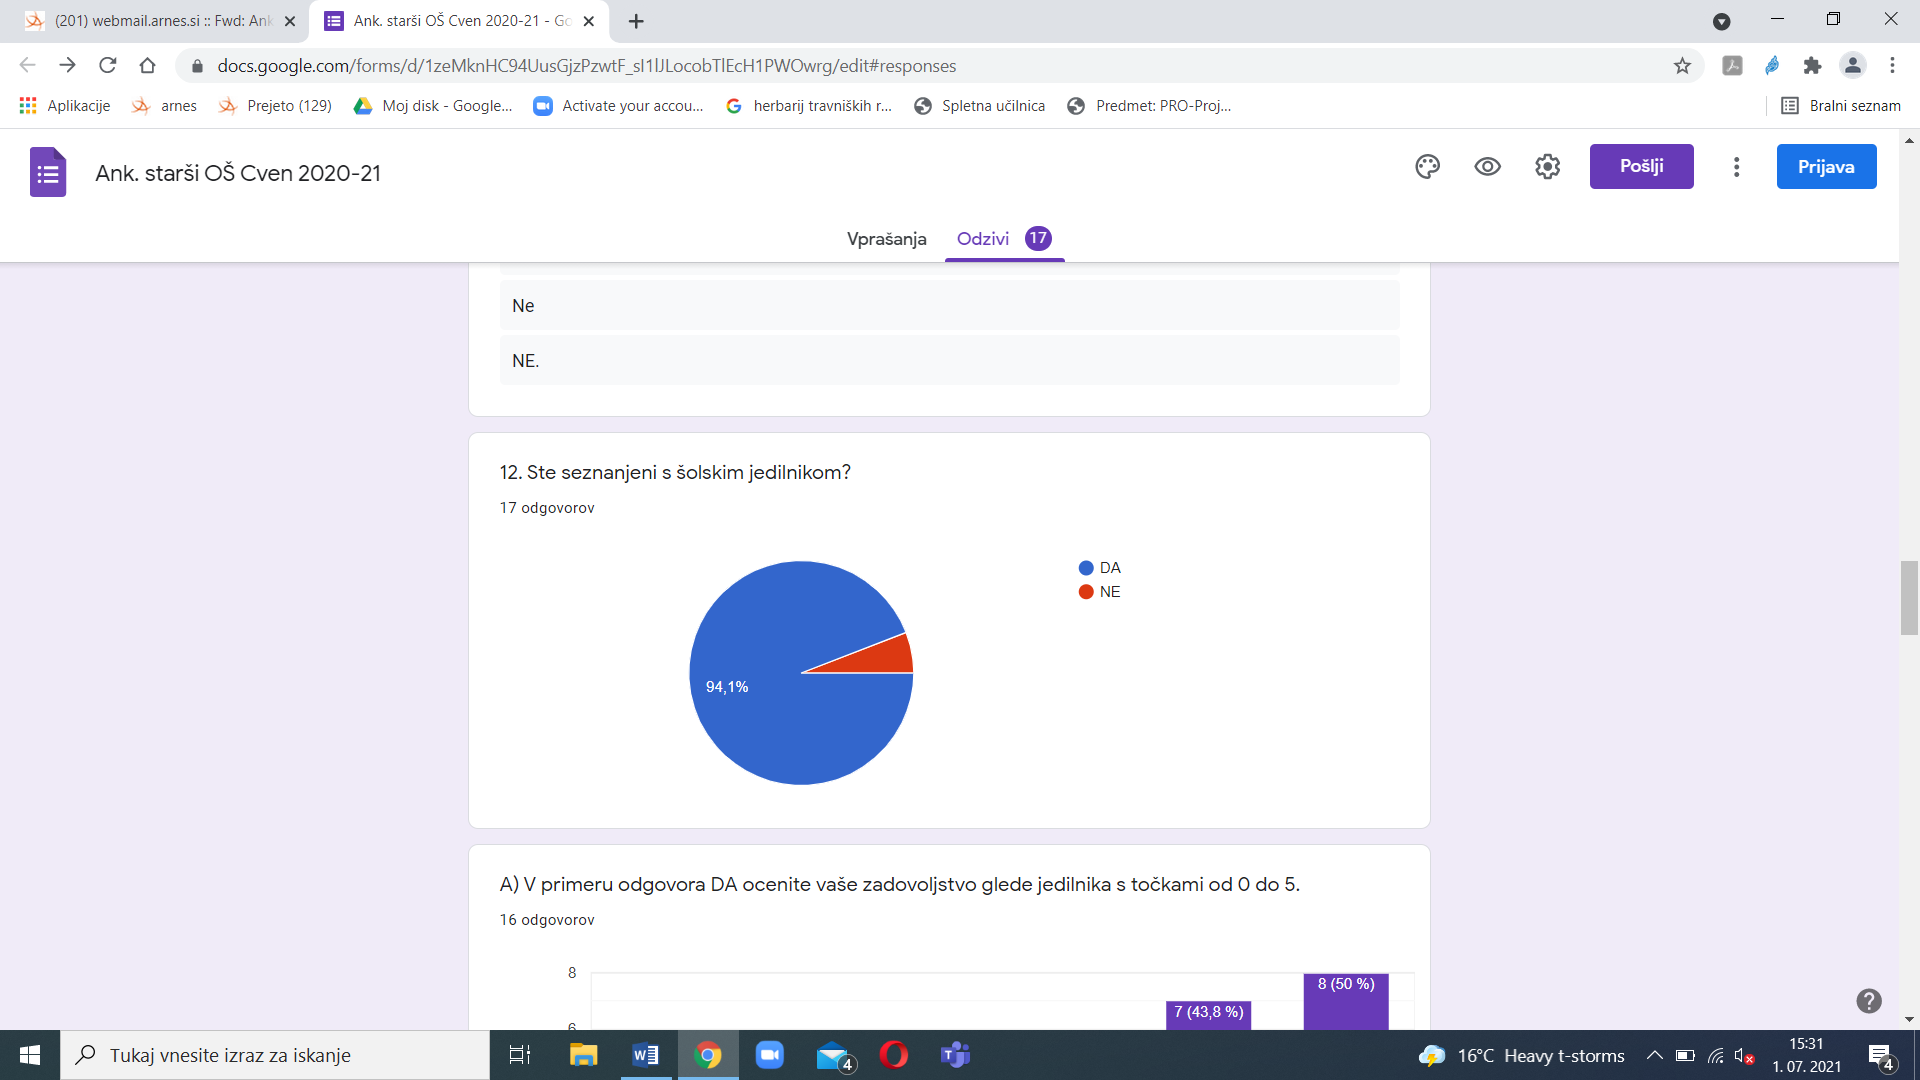 (201) webmail.arnes.si :: Fwd: Ank
Ank. starši OŠ Cven 2020-21 - Go
docs.google.com/forms/d/1zeMknHC94UusGjzPzwtF_sI1lJLocobTlEcH1PWOwrg/edit#responses
Aplikacije
arnes
Prejeto (129)
Moj disk - Google...
Activate your accou...
herbarij travniških r...
Spletna učilnica
Predmet: PRO-Proj...
Bralni seznam
Ank. starši OŠ Cven 2020-21
Pošlji
Prijava
Vprašanja
Odzivi 17
Ne
NE.
12. Ste seznanjeni s šolskim jedilnikom?
17 odgovorov
DA
NE
94,1%
A) V primeru odgovora DA ocenite vaše zadovoljstvo glede jedilnika s točkami od 0 do 5.
16 odgovorov
8
8 (50 %)
7 (43,8 %)
6
Tukaj vnesite izraz za iskanje
4
16°C Heavy t-storms
15:31
1. 07. 2021
4